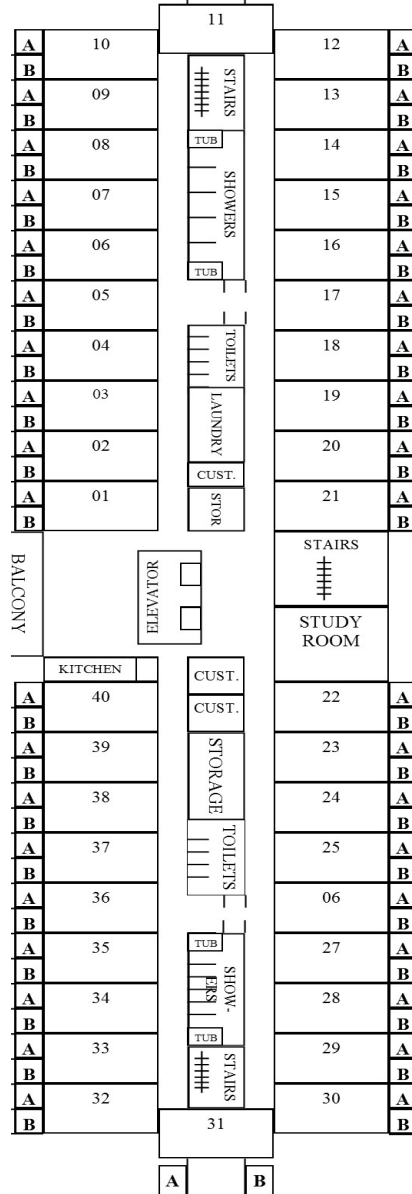 11
A 10 12 A
B B
A 09 STAIRS 13 A
B B
A 08 TUB 14 A
B B
A 07 SHOWERS 15 A
B B
A 06 16 A
B TUB B
A 05 17 A
B B
A 04 TOILETS 18 A
B B
A 03 LAUNDRY 19 A
B B
A 02 20 A
B CUST. B
A 01 STOR 21 A
B B
BALCONY
ELEVATOR
STAIRS
STUDY
ROOM
KITCHEN
CUST.
A 40 CUST. 22 A
B B
A 39 STORAGE 23 A
B B
A 38 24 A
B B
A 37 TOILETS 25 A
B B
A 36 06 A
B B
A 35 TUB 27 A
B B
A 34 SHOW- 28 A
ERS
B TUB B
A 33 STAIRS 29 A
B B
A 32 30 A
B 31 B
A B